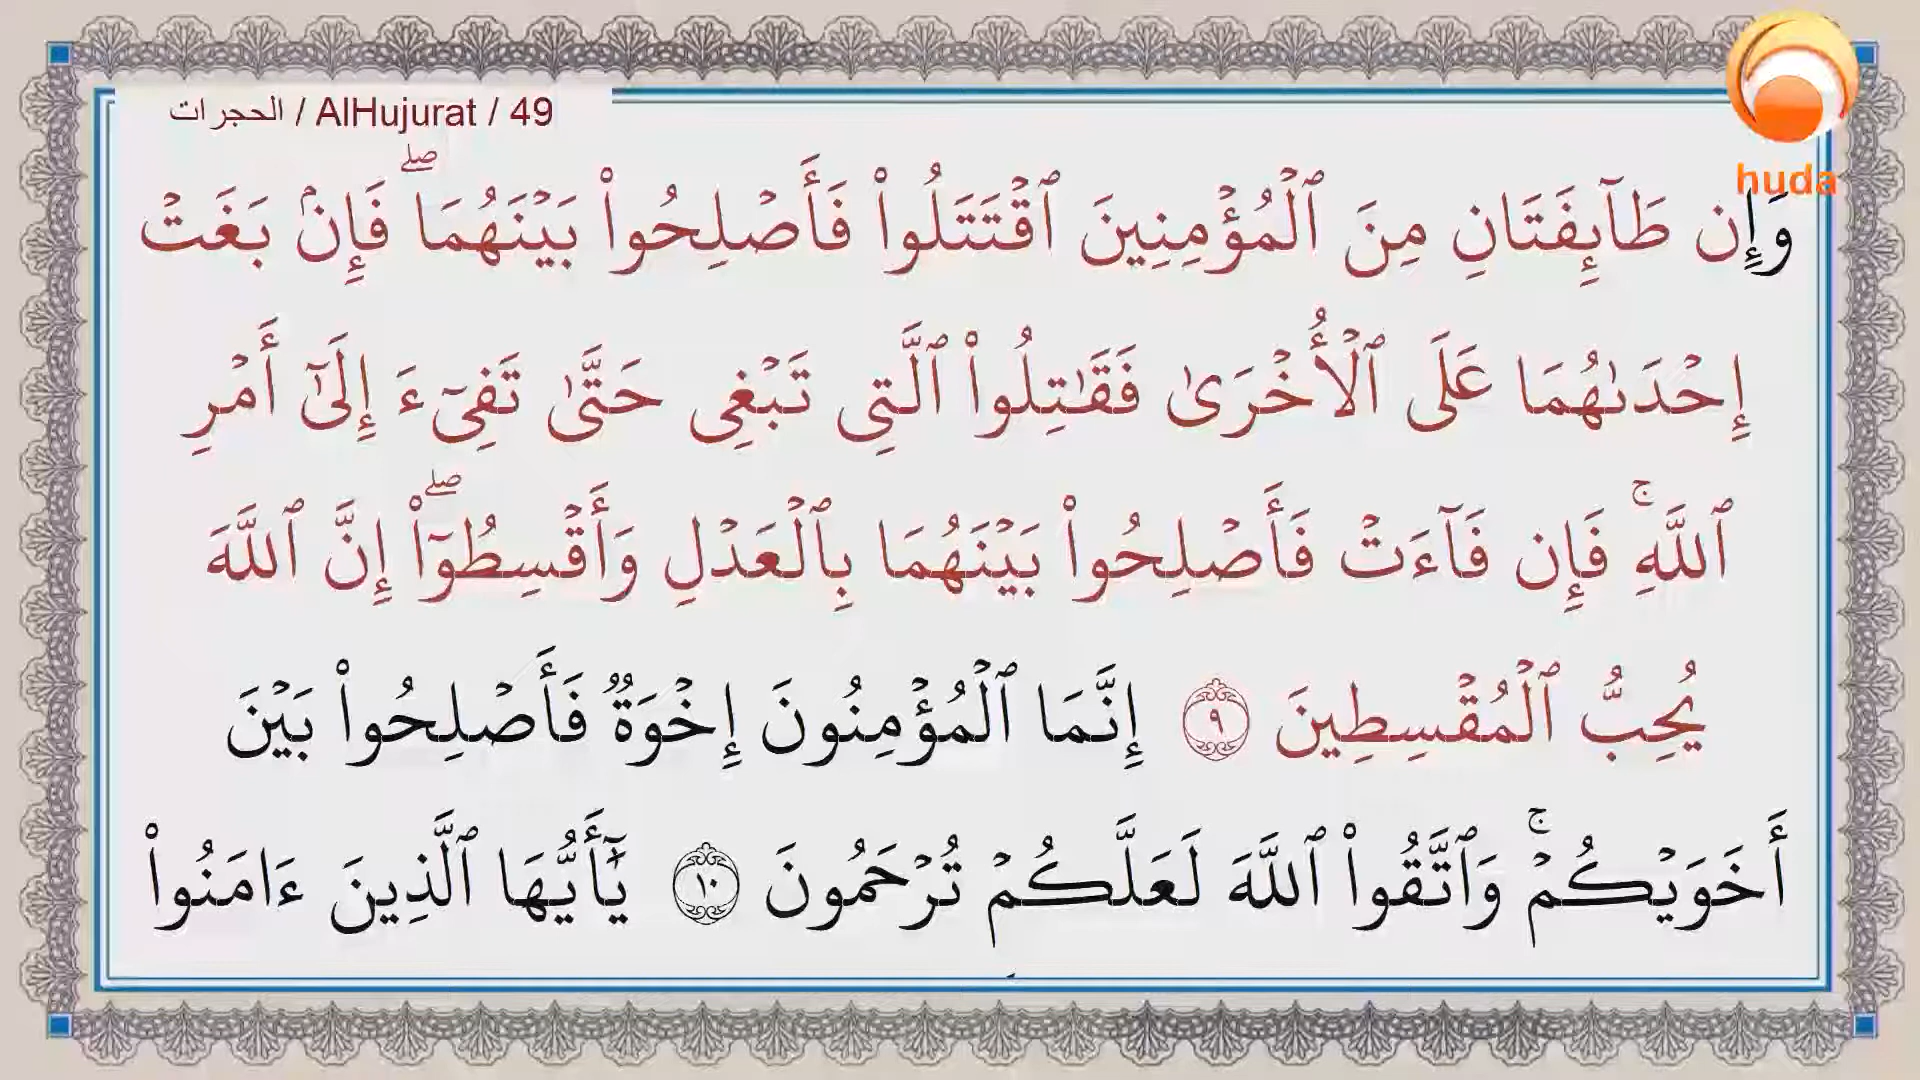 الحجرات / AlHujurat / 49
huda
وَإِن طَآئِفَتَانِ مِنَ ٱلْمُؤْمِنِينَ ٱقْتَتَلُوا۟ فَأَصْلِحُوا۟ بَيْنَهُمَا ۖ فَإِنۢ بَغَتْ
إِحْدَىٰهُمَا عَلَى ٱلْأُخْرَىٰ فَقَـٰتِلُوا۟ ٱلَّتِى تَبْغِى حَتَّىٰ تَفِىٓءَ إِلَىٰٓ أَمْرِ
ٱللَّهِ ۚ فَإِن فَآءَتْ فَأَصْلِحُوا۟ بَيْنَهُمَا بِٱلْعَدْلِ وَأَقْسِطُوٓا۟ ۖ إِنَّ ٱللَّهَ
يُحِبُّ ٱلْمُقْسِطِينَ ٩ إِنَّمَا ٱلْمُؤْمِنُونَ إِخْوَةٌ فَأَصْلِحُوا۟ بَيْنَ
أَخَوَيْكُمْ ۚ وَٱتَّقُوا۟ ٱللَّهَ لَعَلَّكُمْ تُرْحَمُونَ ١٠ يَـٰٓأَيُّهَا ٱلَّذِينَ ءَامَنُوا۟